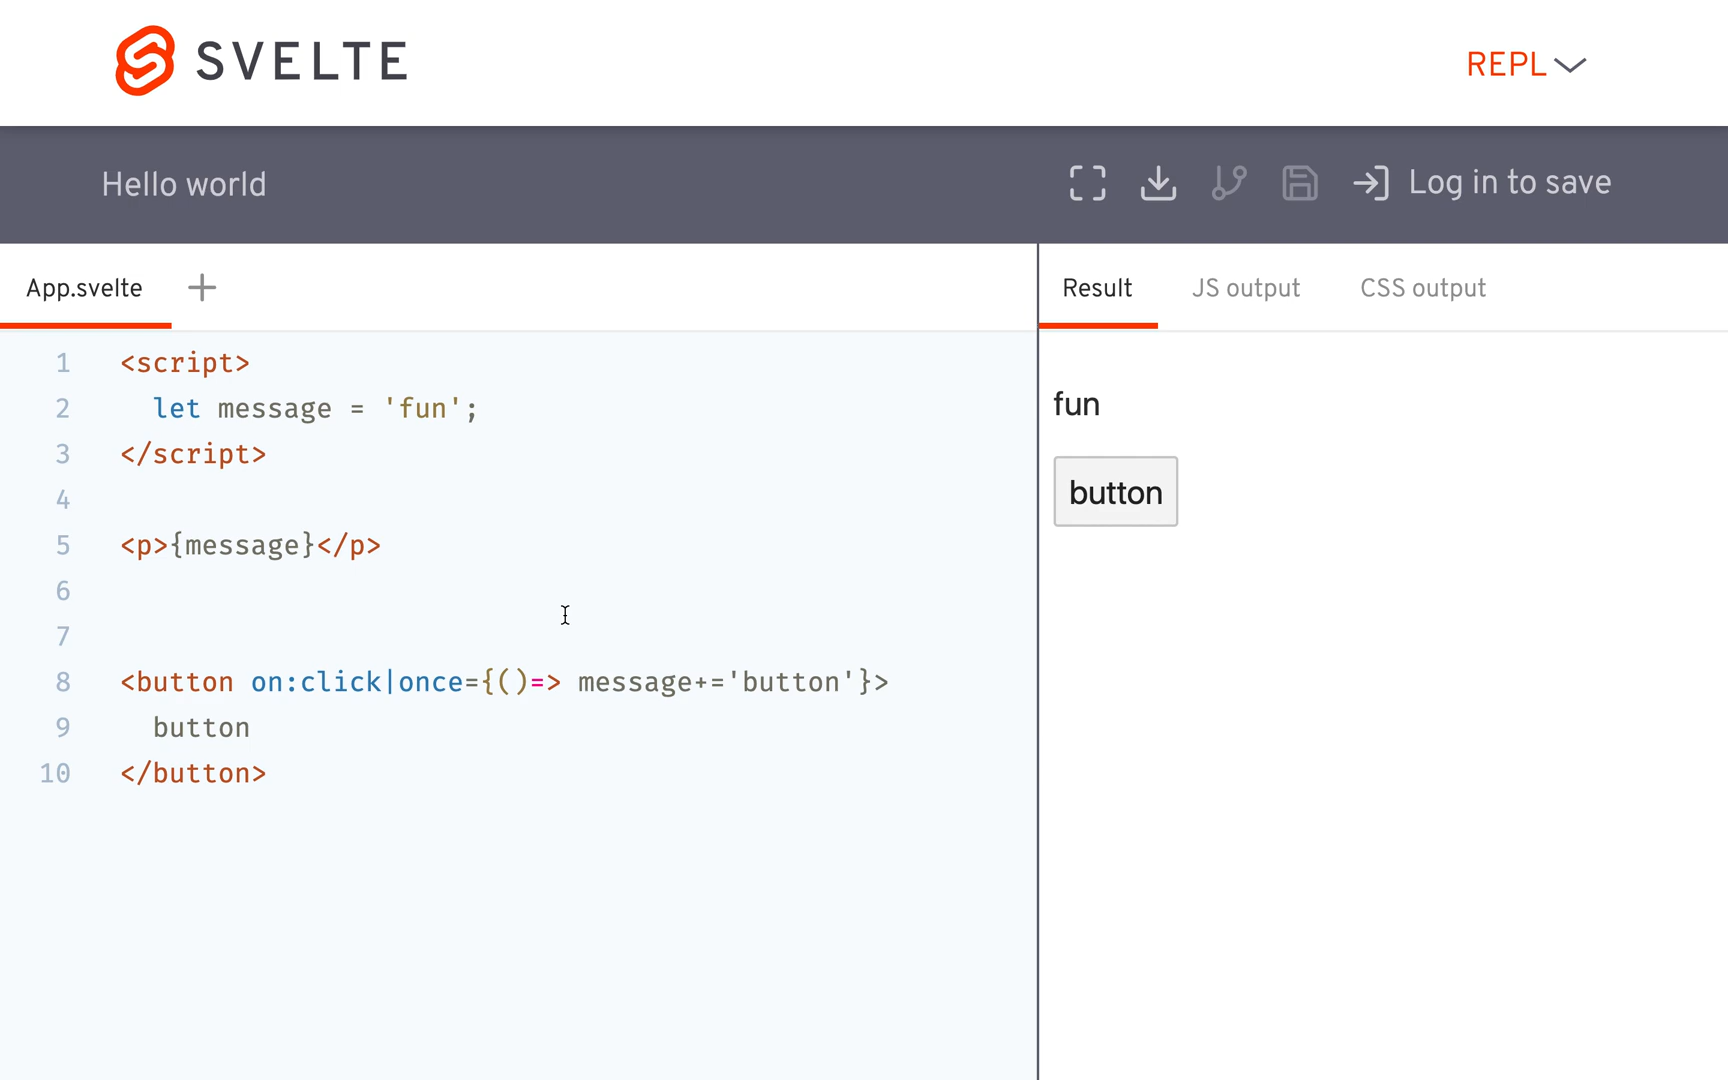 SVELTE
REPL
Hello world
Log in to save
App.svelte
Result
JS output
CSS output
1 <script>
2 let message = 'fun';
3 </script>
4
5 <p>{message}</p>
6
7
8 <button on:click|once={()=> message+='button'}>
9 button
10 </button>
fun
button